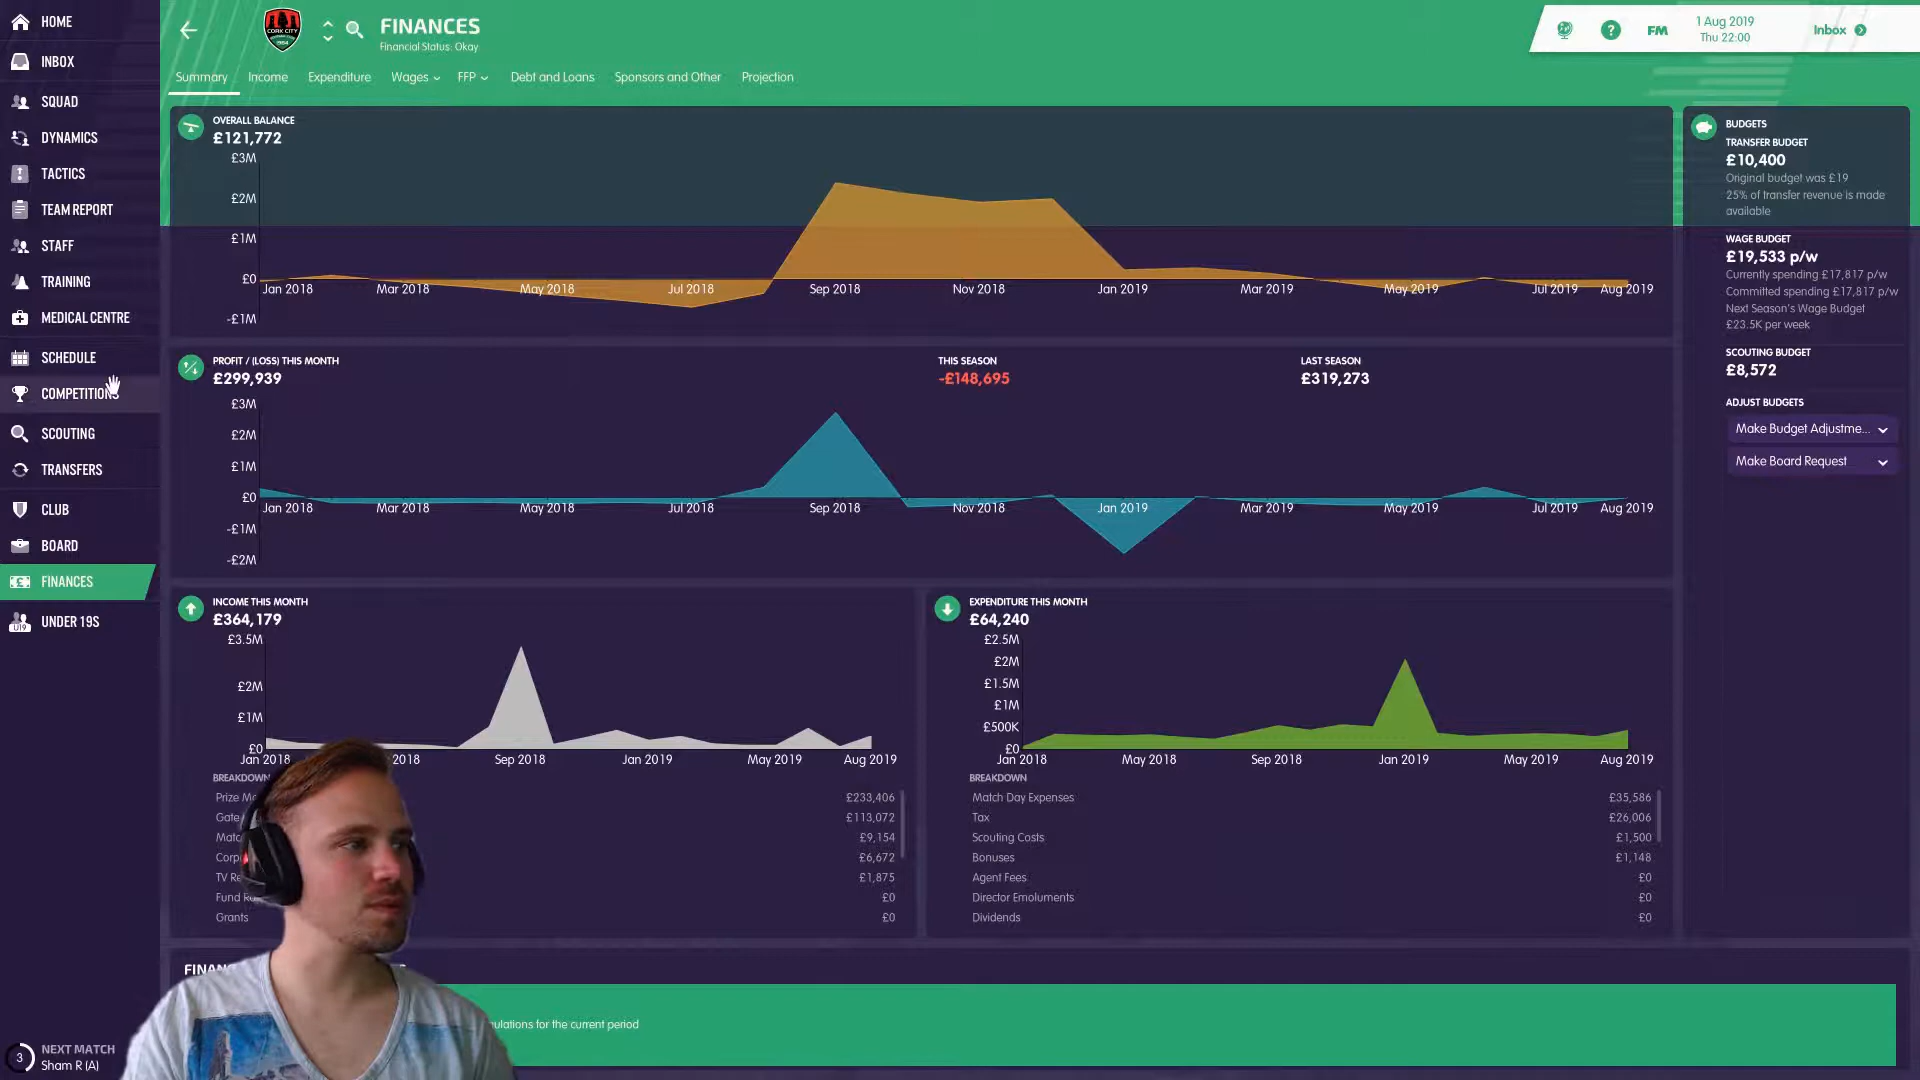 HOME
INBOX
SQUAD
DYNAMICS
TACTICS
TEAM REPORT
STAFF
TRAINING
MEDICAL CENTRE
SCHEDULE
COMPETITIONS
SCOUTING
TRANSFERS
CLUB
BOARD
FINANCES
UNDER 19S
U19
3
NEXT MATCH
Sham R (A)
CORK CITY
1984
FINANCES
Financial Status: Okay
?
FM
1 Aug 2019
Thu 22:00
Inbox
Summary
Income
Expenditure
Wages
FFP
Debt and Loans
Sponsors and Other
Projection
OVERALL BALANCE
£121,772
£3M
£2M
£1M
£0
-£1M
Jan 2018
Mar 2018
May 2018
Jul 2018
Sep 2018
Nov 2018
Jan 2019
Mar 2019
May 2019
Jul 2019
Aug 2019
PROFIT / (LOSS) THIS MONTH
£299,939
THIS SEASON
-£148,695
LAST SEASON
£319,273
£3M
£2M
£1M
£0
-£1M
-£2M
Jan 2018
Mar 2018
May 2018
Jul 2018
Sep 2018
Nov 2018
Jan 2019
Mar 2019
May 2019
Jul 2019
Aug 2019
INCOME THIS MONTH
£364,179
£3.5M
£2M
£1M
£0
Jan 2018
2018
Sep 2018
Jan 2019
May 2019
Aug 2019
BREAKDOWN
Prize £233,406
Gate £113,072
£9,154
£6,672
TV £1,875
Fund £0
Grants £0
EXPENDITURE THIS MONTH
£64,240
£2.5M
£2M
£1.5M
£1M
£500K
£0
Jan 2018
May 2018
Sep 2018
Jan 2019
May 2019
Aug 2019
BREAKDOWN
Match Day Expenses £35,586
Tax £26,006
Scouting Costs £1,500
Bonuses £1,148
Agent Fees £0
Director Emoluments £0
Dividends £0
for the current period
BUDGETS
TRANSFER BUDGET
£10,400
Original budget was £19
25% of transfer revenue is made
available
WAGE BUDGET
£19,533 p/w
Currently spending £17,817 p/w
Committed spending £17,817 p/w
Next Season's Wage Budget
£23.5K per week
SCOUTING BUDGET
£8,572
ADJUST BUDGETS
Make Budget Adjustme...
Make Board Request